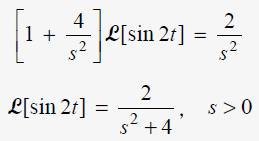 [1 + 4/s²] ℒ[sin 2t] = 2/s²
ℒ[sin 2t] = 2/(s² + 4), s > 0